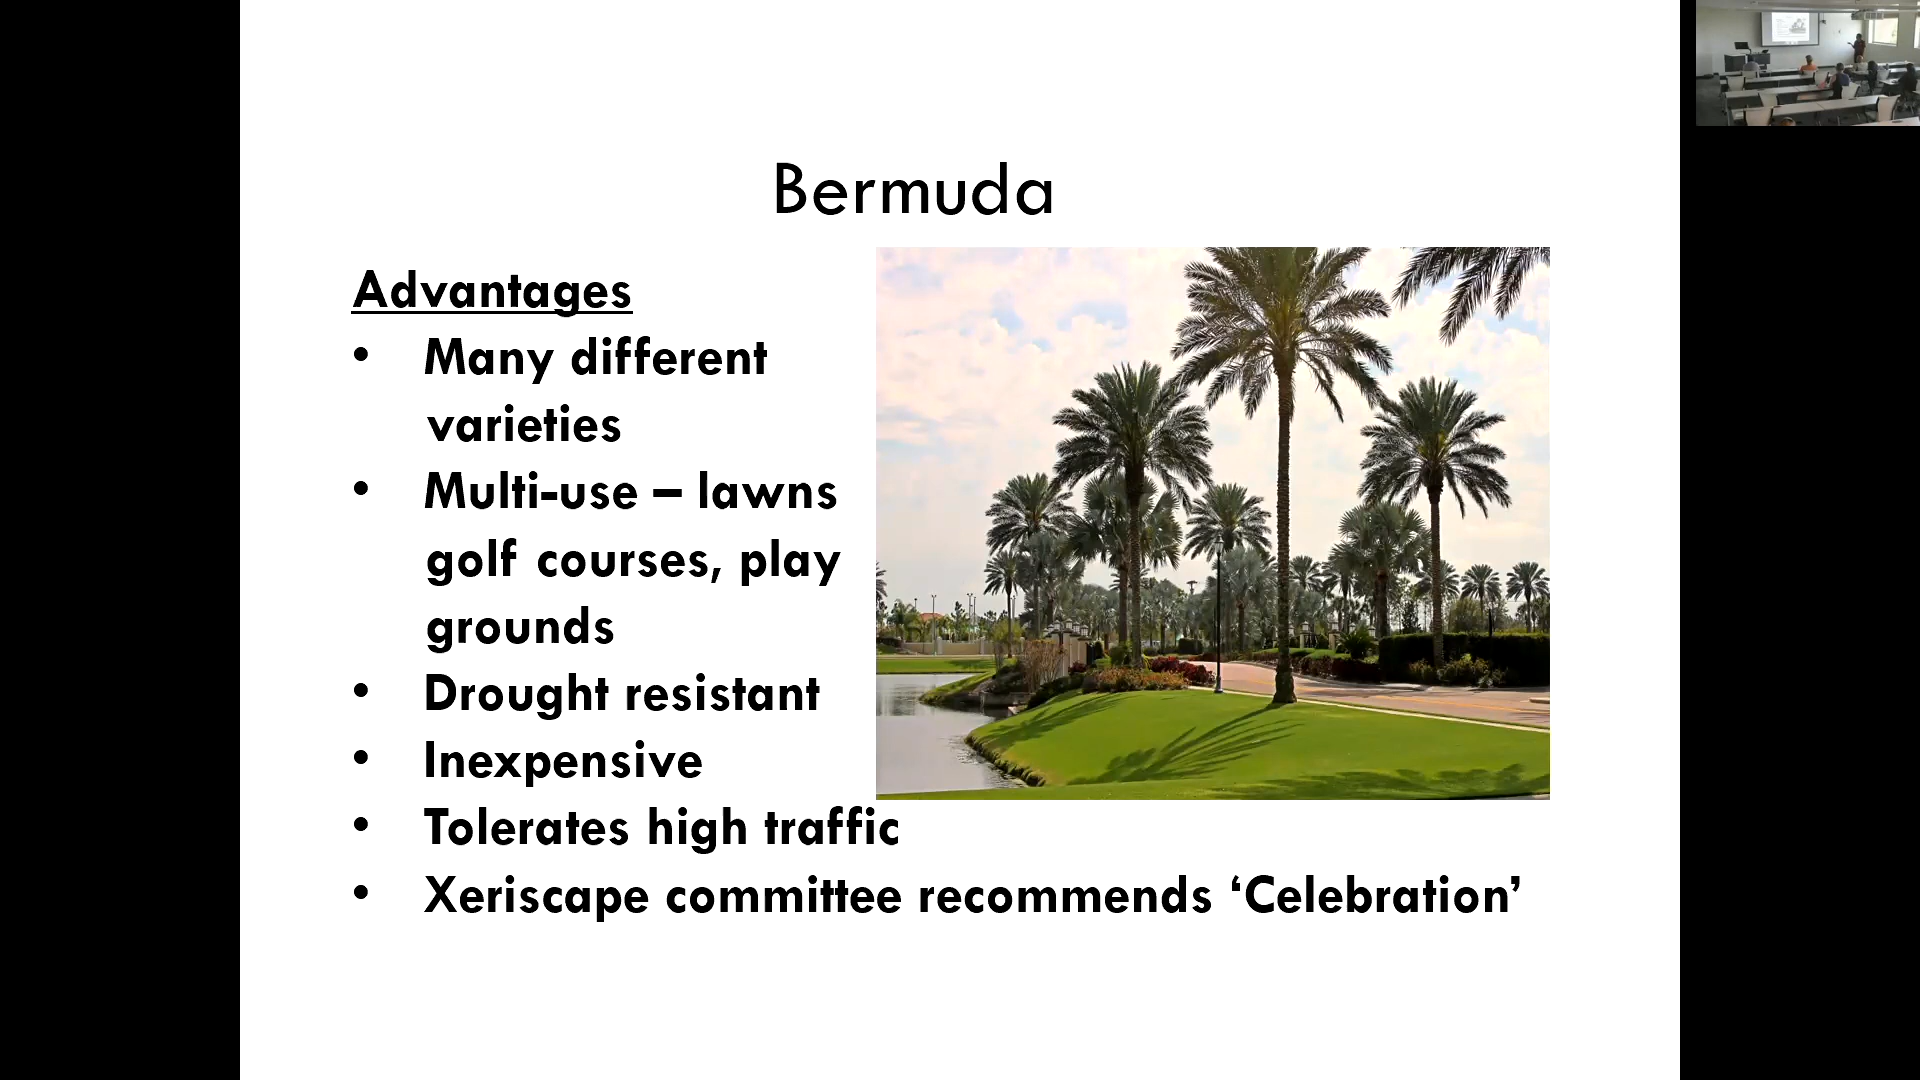 Bermuda
Advantages
• Many different
varieties
• Multi-use – lawns
golf courses, play
grounds
• Drought resistant
• Inexpensive
• Tolerates high traffic
• Xeriscape committee recommends ‘Celebration’